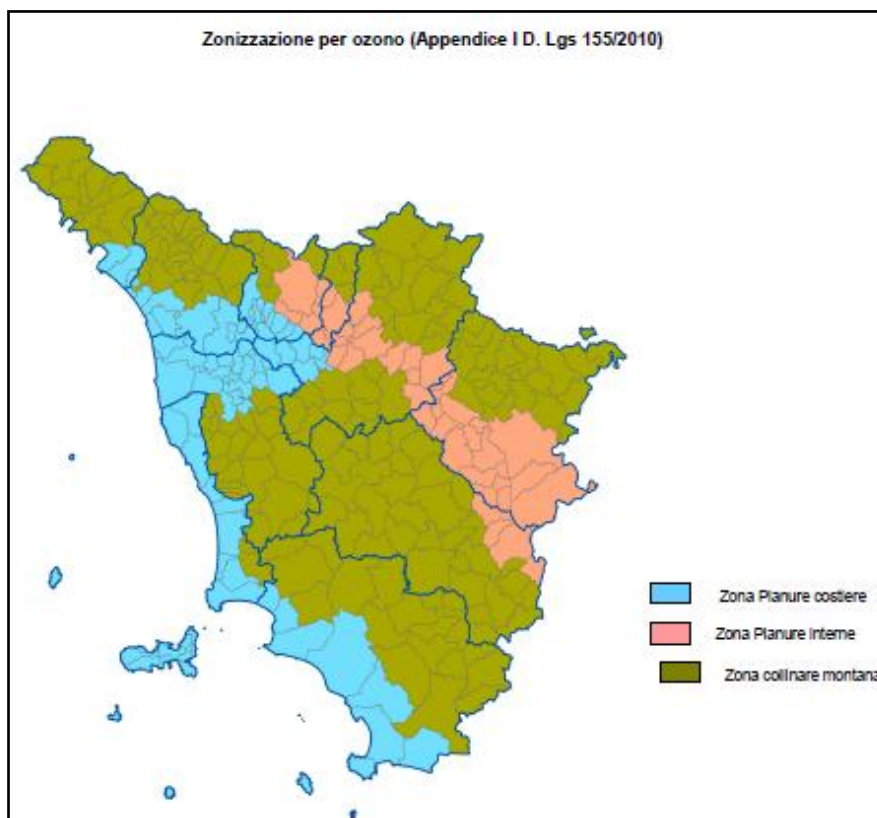 Zonizzazione per ozono (Appendice I D. Lgs 155/2010)
Zona Pianure costiere
Zona Pianure interne
Zona collinare montana